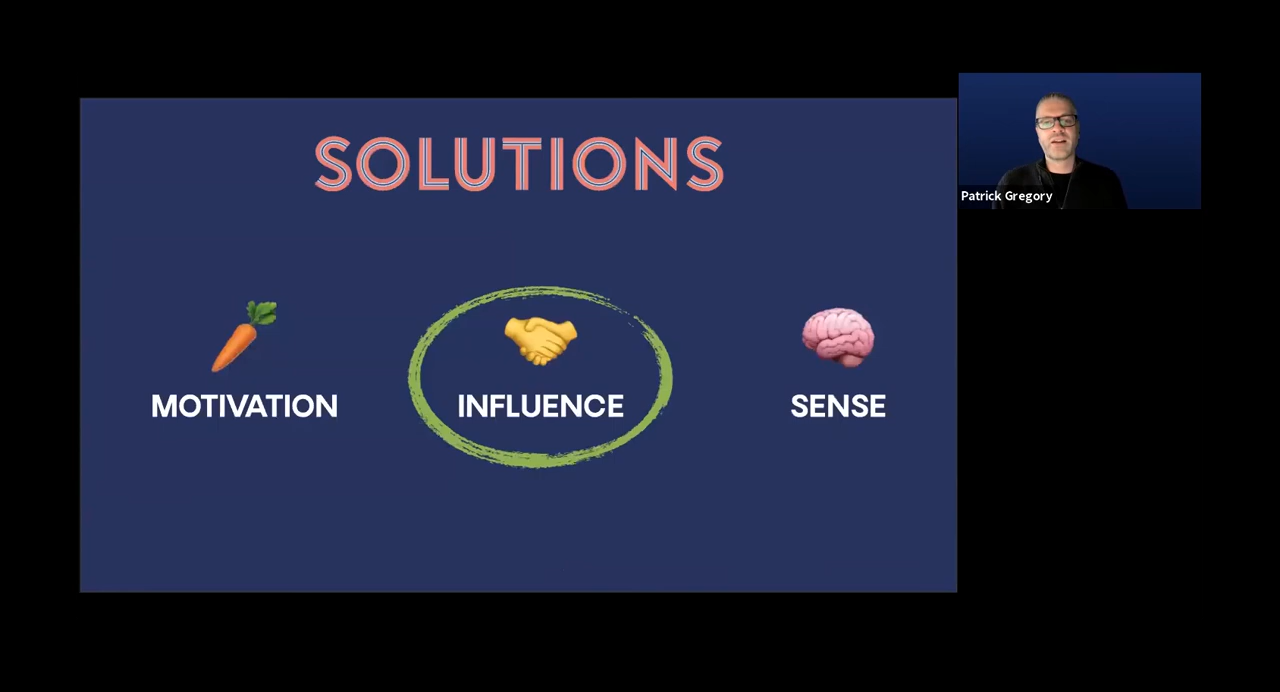 SOLUTIONS
MOTIVATION
INFLUENCE
SENSE
Patrick Gregory